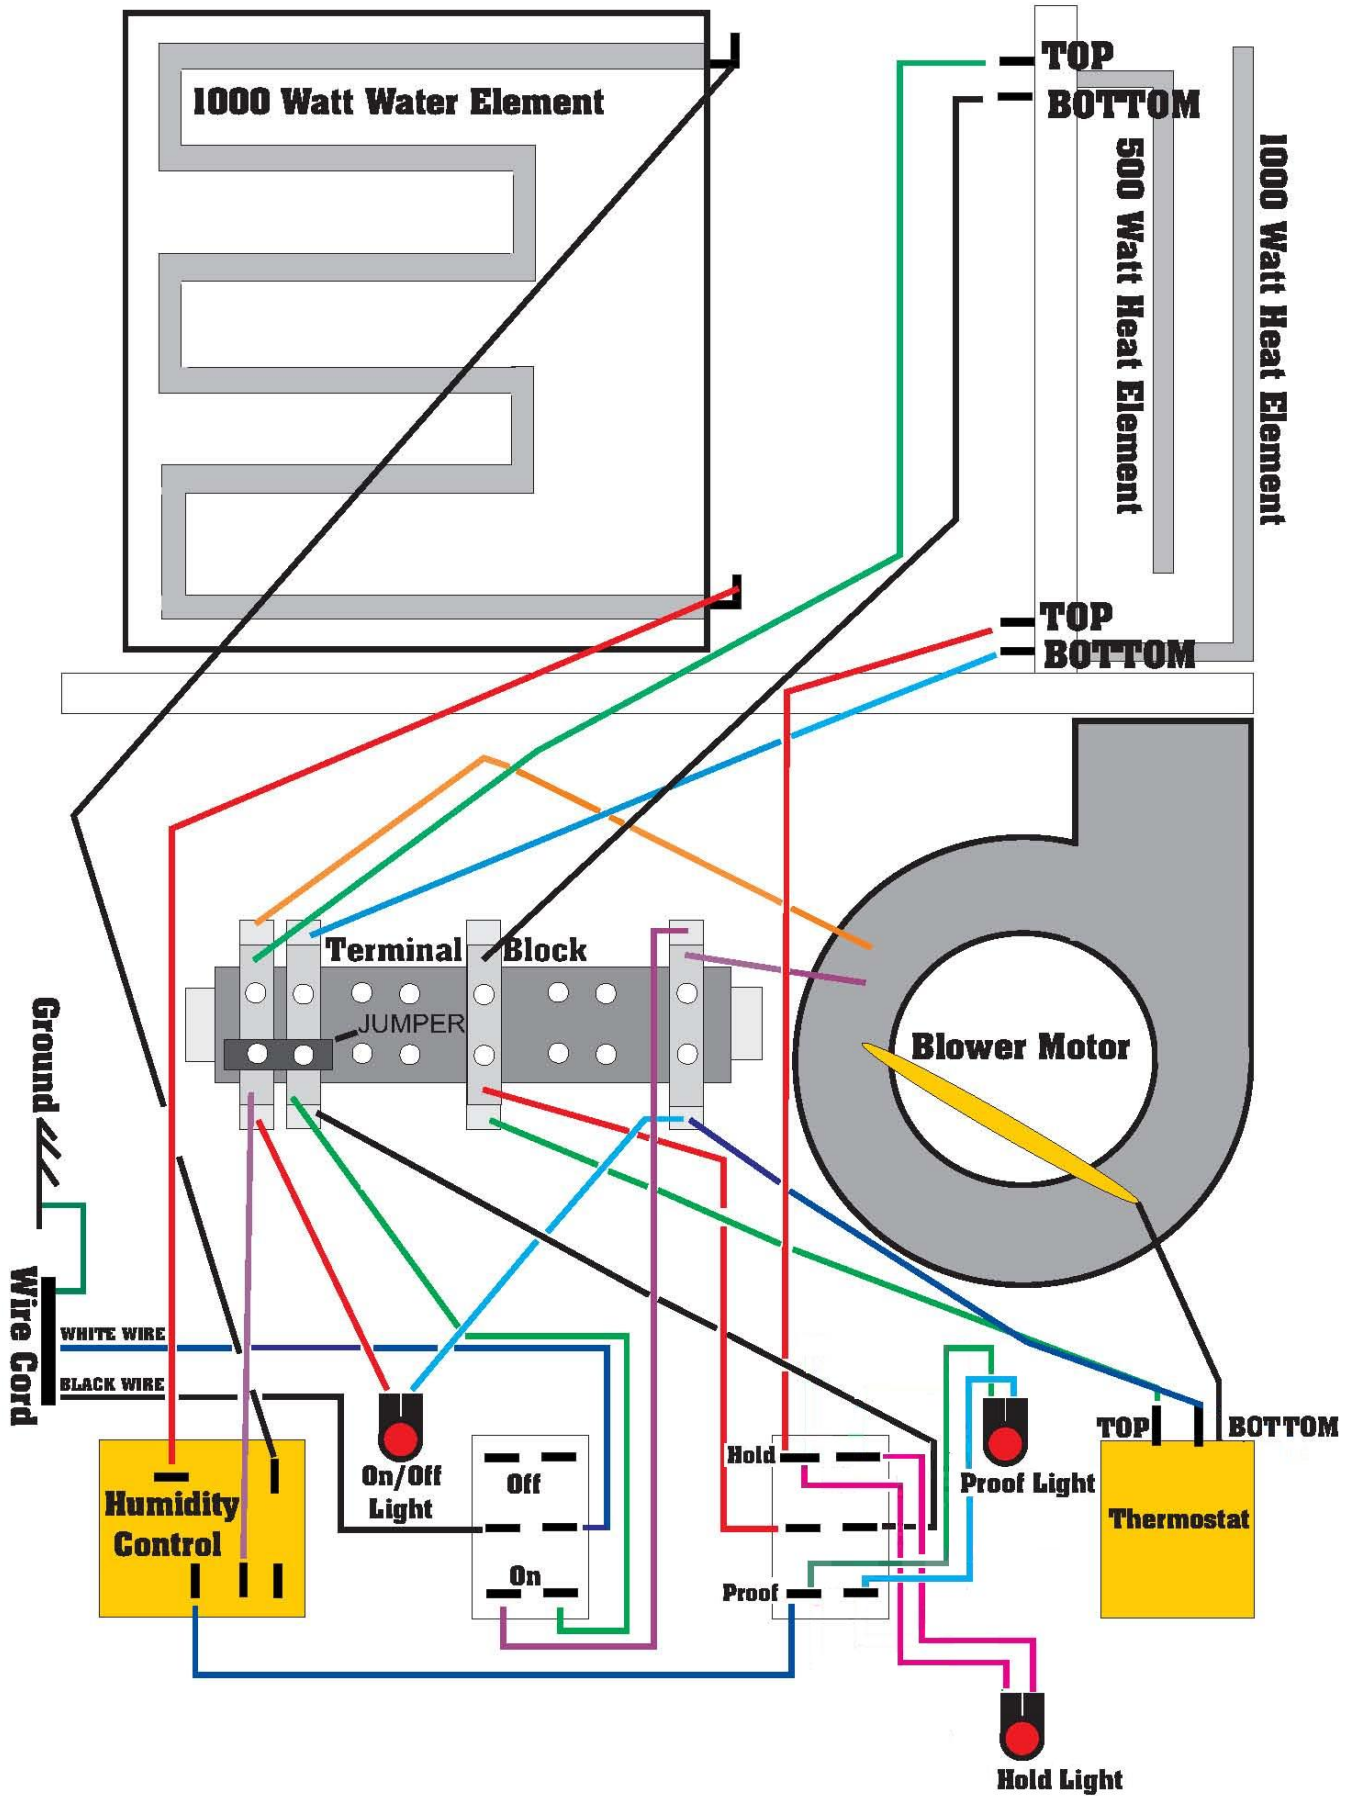 TOP
1000 Watt Water Element
BOTTOM
500 Watt Heat Element
1000 Watt Heat Element
TOP
BOTTOM
Terminal Block
JUMPER
Blower Motor
Ground
Wire Cord
WHITE WIRE
BLACK WIRE
TOP
BOTTOM
Hold
On/Off
Light
Off
Proof Light
Humidity
Control
Thermostat
On
Proof
Hold Light